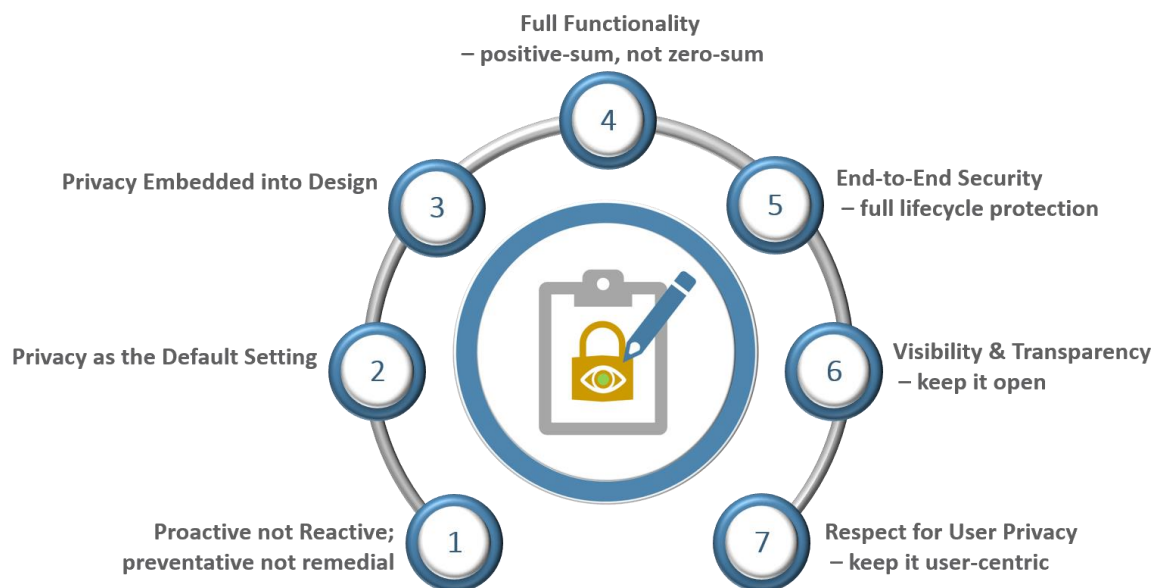 Full Functionality
– positive-sum, not zero-sum
4
Privacy Embedded into Design
3
End-to-End Security
– full lifecycle protection
5
Privacy as the Default Setting
2
Visibility & Transparency
– keep it open
6
Proactive not Reactive;
preventative not remedial
1
Respect for User Privacy
– keep it user-centric
7